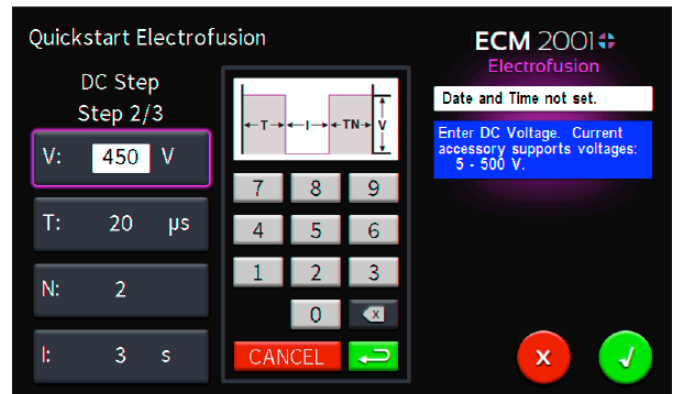 Quickstart Electrofusion
DC Step
Step 2/3
V: 450 V
T: 20 µs
N: 2
I: 3 s
T I TN V
7 8 9
4 5 6
1 2 3
0 x
CANCEL
ECM 2001
Electrofusion
Date and Time not set.
Enter DC Voltage. Current
accessory supports voltages:
5 - 500 V.
X